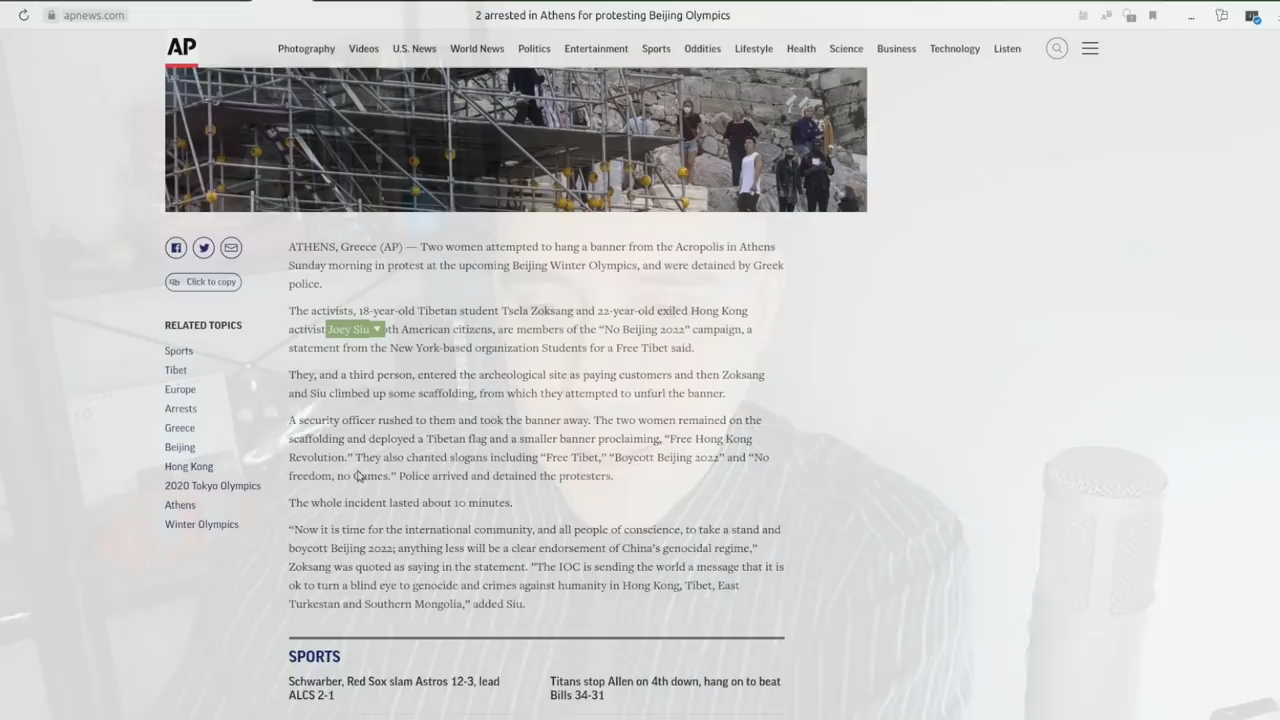 apnews.com
2 arrested in Athens for protesting Beijing Olympics
...
AP
Photography Videos U.S. News World News Politics Entertainment Sports Oddities Lifestyle Health Science Business Technology Listen
Click to copy
RELATED TOPICS
Sports
Tibet
Europe
Arrests
Greece
Beijing
Hong Kong
2020 Tokyo Olympics
Athens
Winter Olympics
ATHENS, Greece (AP) — Two women attempted to hang a banner from the Acropolis in Athens
Sunday morning in protest at the upcoming Beijing Winter Olympics, and were detained by Greek
police.
The activists, 18-year-old Tibetan student Tsela Zoksang and 22-year-old exiled Hong Kong
activist Joey Siu oth American citizens, are members of the “No Beijing 2022” campaign, a
statement from the New York-based organization Students for a Free Tibet said.
They, and a third person, entered the archeological site as paying customers and then Zoksang
and Siu climbed up some scaffolding, from which they attempted to unfurl the banner.
A security officer rushed to them and took the banner away. The two women remained on the
scaffolding and deployed a Tibetan flag and a smaller banner proclaiming, “Free Hong Kong
Revolution.” They also chanted slogans including “Free Tibet,” “Boycott Beijing 2022” and “No
freedom, no Games.” Police arrived and detained the protesters.
The whole incident lasted about 10 minutes.
“Now it is time for the international community, and all people of conscience, to take a stand and
boycott Beijing 2022; anything less will be a clear endorsement of China’s genocidal regime,”
Zoksang was quoted as saying in the statement. “The IOC is sending the world a message that it is
ok to turn a blind eye to genocide and crimes against humanity in Hong Kong, Tibet, East
Turkestan and Southern Mongolia,” added Siu.
SPORTS
Schwarber, Red Sox slam Astros 12-3, lead
ALCS 2-1
Titans stop Allen on 4th down, hang on to beat
Bills 34-31